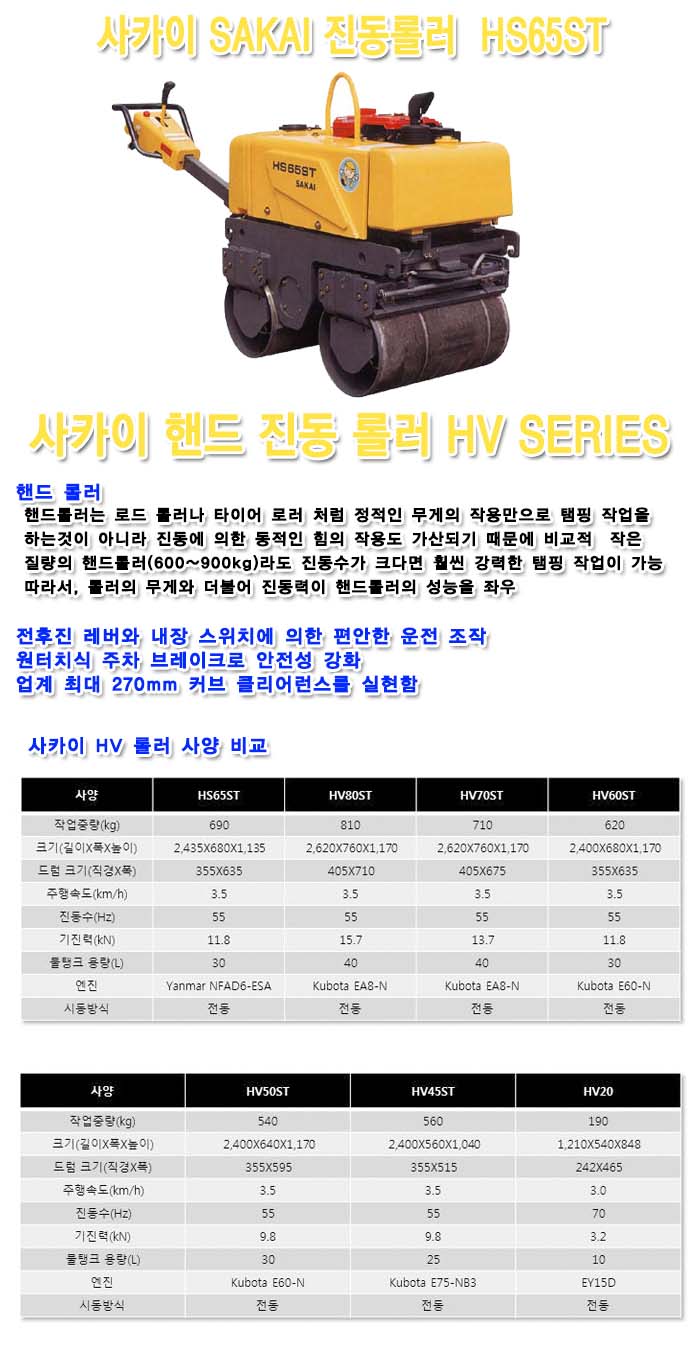 사카이 SAKAI 진동롤러 HS65ST
HS65ST
SAKAI
사카이 핸드 진동 롤러 HV SERIES
핸드 롤러
핸드롤러는 로드 롤러나 타이어 로러 처럼 정적인 무게의 작용만으로 탬핑 작업을
하는것이 아니라 진동에 의한 동적인 힘의 작용도 가산되기 때문에 비교적 작은
질량의 핸드롤러(600~900kg)라도 진동수가 크다면 훨씬 강력한 탬핑 작업이 가능
따라서, 롤러의 무게와 더불어 진동력이 핸드롤러의 성능을 좌우
전후진 레버와 내장 스위치에 의한 편안한 운전 조작
원터치식 주차 브레이크로 안전성 강화
업계 최대 270mm 커브 클리어런스를 실현함
사카이 HV 롤러 사양 비교
사양 HS65ST HV80ST HV70ST HV60ST
작업중량(kg) 690 810 710 620
크기(길이X폭X높이) 2,435X680X1,135 2,620X760X1,170 2,620X760X1,170 2,400X680X1,170
드럼 크기(직경X폭) 355X635 405X710 405X675 355X635
주행속도(km/h) 3.5 3.5 3.5 3.5
진동수(Hz) 55 55 55 55
기진력(kN) 11.8 15.7 13.7 11.8
물탱크 용량(L) 30 40 40 30
엔진 Yanmar NFAD6-ESA Kubota EA8-N Kubota EA8-N Kubota E60-N
시동방식 전동 전동 전동 전동
사양 HV50ST HV45ST HV20
작업중량(kg) 540 560 190
크기(길이X폭X높이) 2,400X640X1,170 2,400X560X1,040 1,210X540X848
드럼 크기(직경X폭) 355X595 355X515 242X465
주행속도(km/h) 3.5 3.5 3.0
진동수(Hz) 55 55 70
기진력(kN) 9.8 9.8 3.2
물탱크 용량(L) 30 25 10
엔진 Kubota E60-N Kubota E75-NB3 EY15D
시동방식 전동 전동 전동